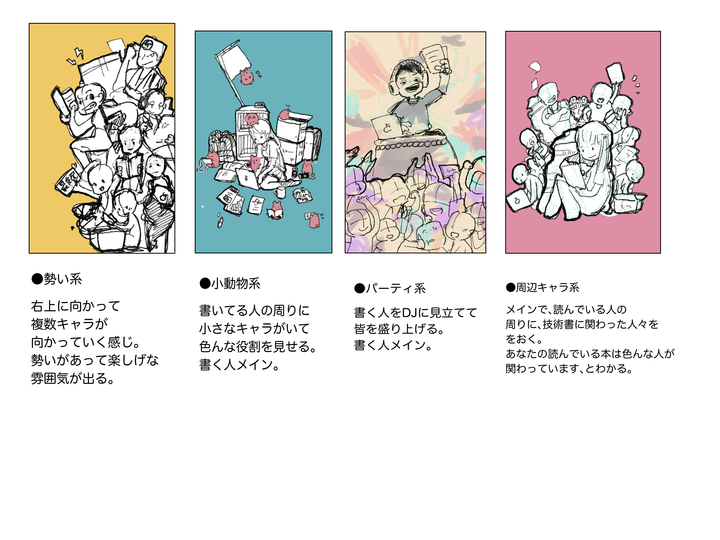 ●勢い系
右上に向かって
複数キャラが
向かっていく感じ。
勢いがあって楽しげな
雰囲気が出る。
●小動物系
書いてる人の周りに
小さなキャラがいて
色んな役割を見せる。
書く人メイン。
●パーティ系
書く人をDJに見立てて
皆を盛り上げる。
書く人メイン。
●周辺キャラ系
メインで、読んでいる人の
周りに、技術書に関わった人々を
をおく。
あなたの読んでいる本は色んな人が
関わっています、とわかる。